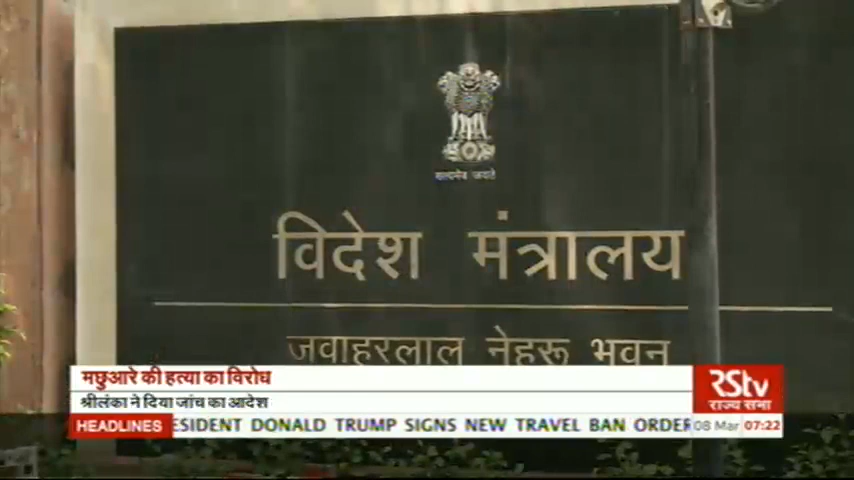 सत्यमेव जयते
विदेश मंत्रालय
जवाहरलाल नेहरू भवन
मछुआरे की हत्या का विरोध
श्रीलंका ने दिया जांच का आदेश
RSTV
राज्य सभा
HEADLINES
ESIDENT DONALD TRUMP SIGNS NEW TRAVEL BAN ORDER
08 Mar 07:22